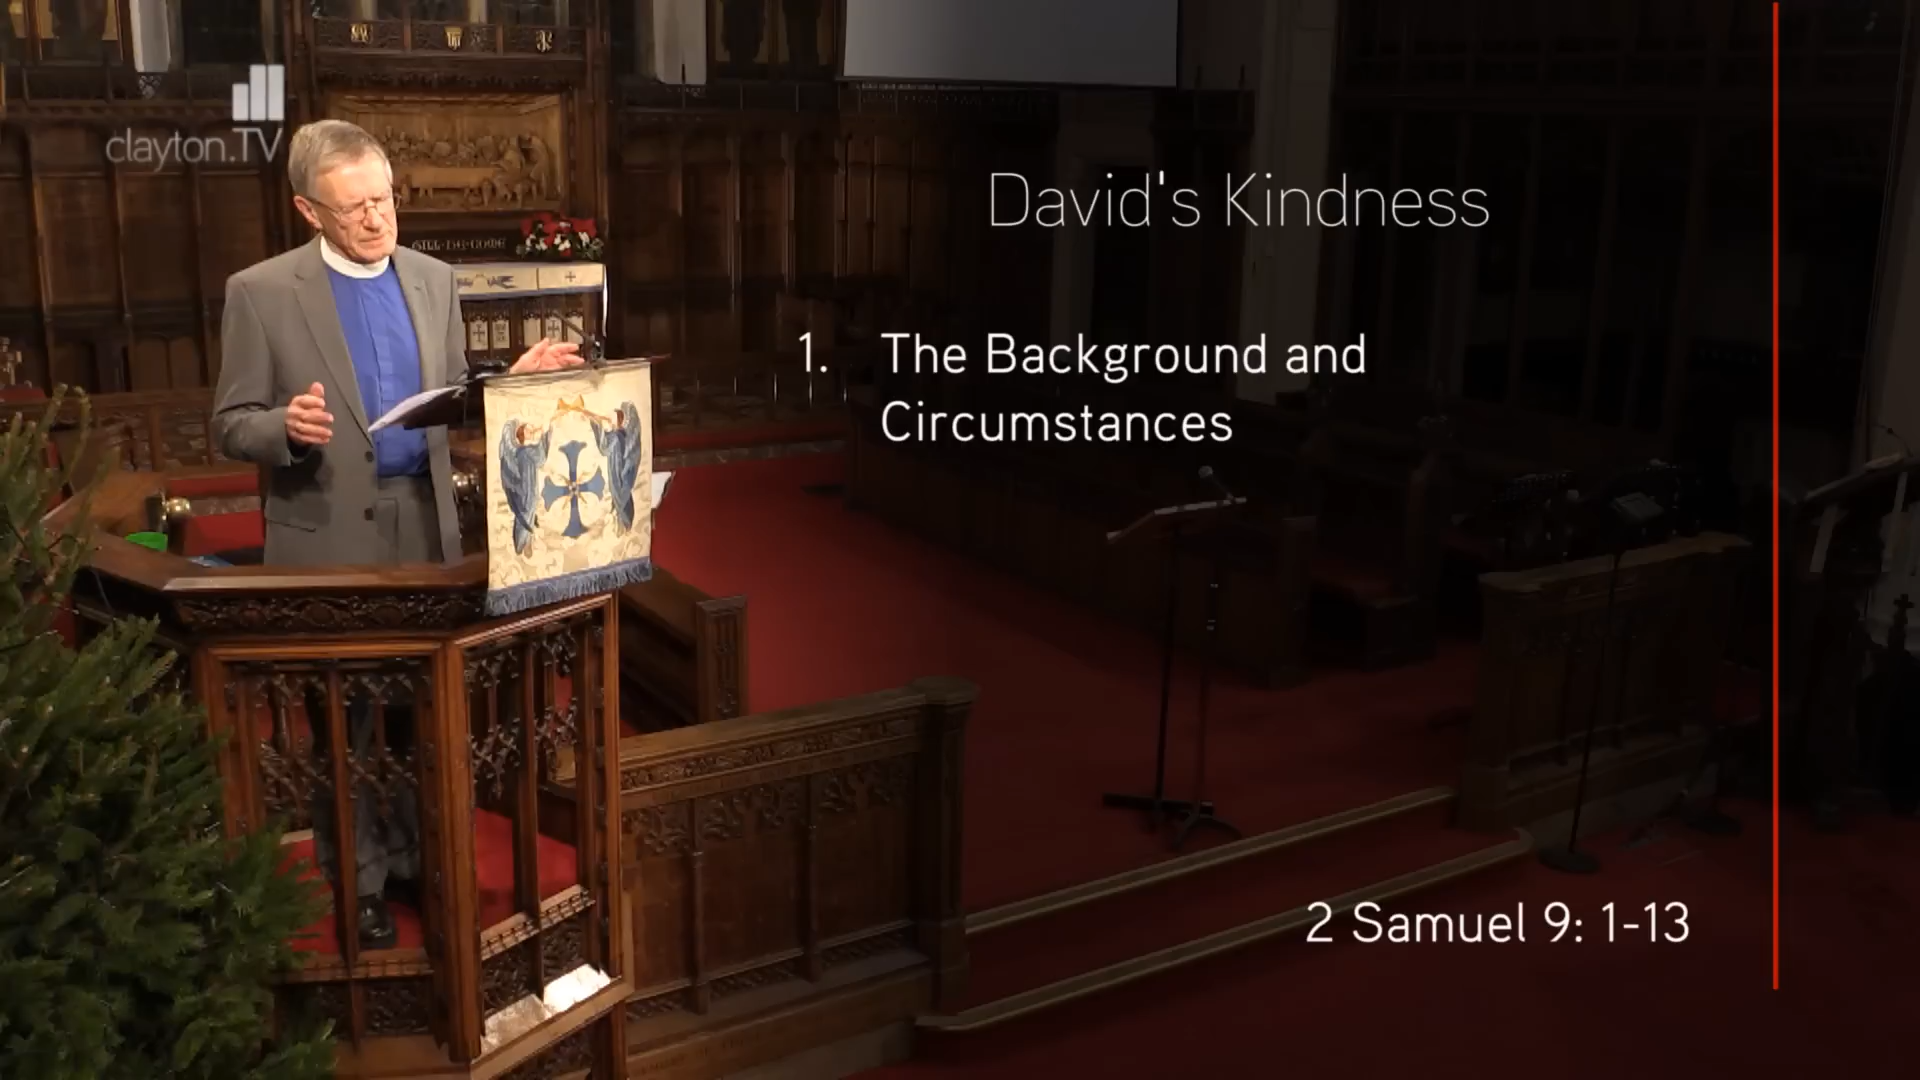 clayton.TV
David's Kindness
1. The Background and
Circumstances
2 Samuel 9: 1-13